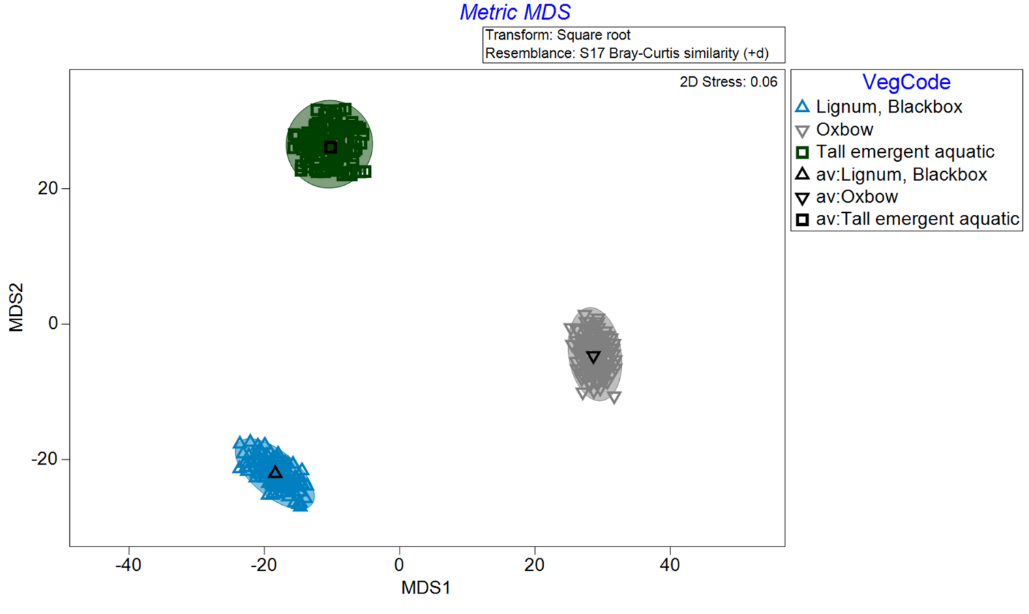 Metric MDS
Transform: Square root
Resemblance: S17 Bray-Curtis similarity (+d)
2D Stress: 0.06
VegCode
Lignum, Blackbox
Oxbow
Tall emergent aquatic
av:Lignum, Blackbox
av:Oxbow
av:Tall emergent aquatic
20
0
-20
MDS2
-40 -20 0 20 40
MDS1